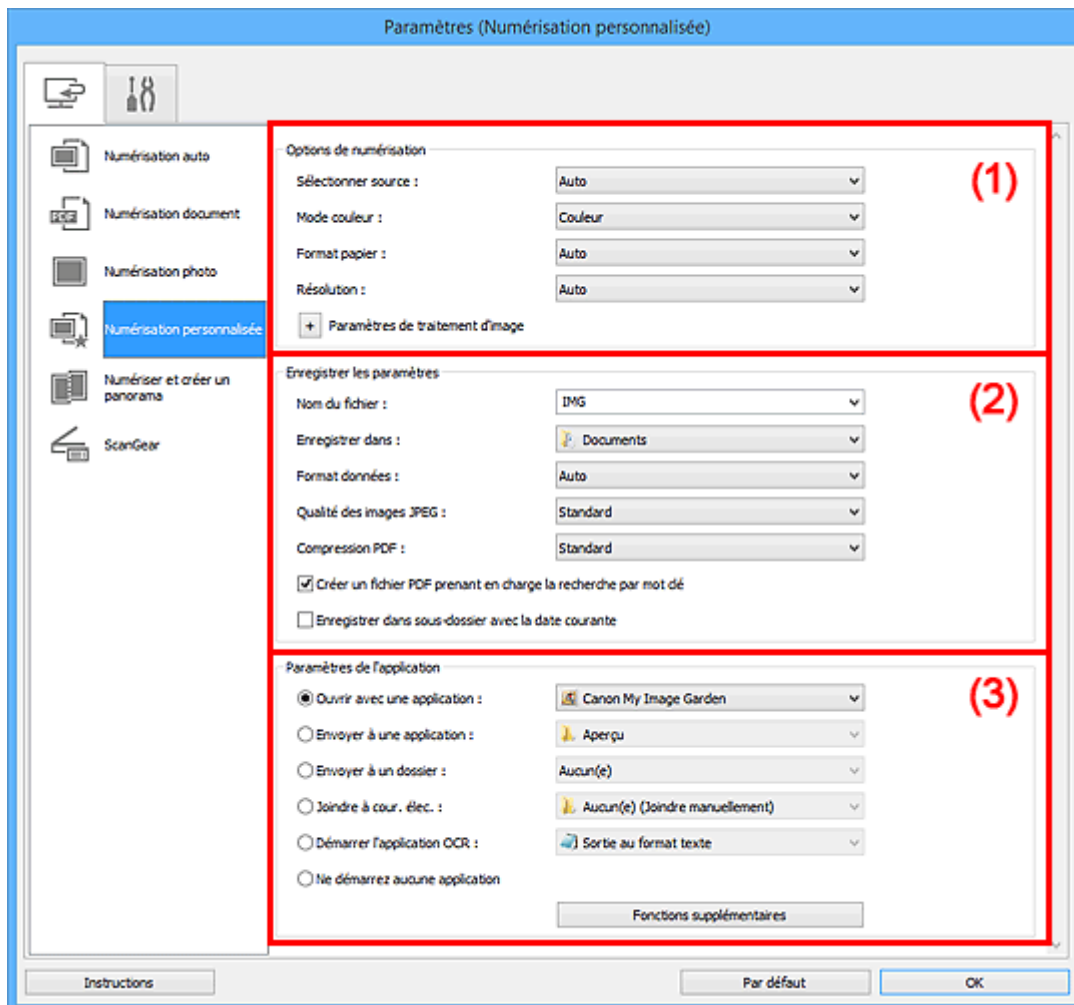 Paramètres (Numérisation personnalisée)
Numérisation auto
Numérisation document
Numérisation photo
Numérisation personnalisée
Numériser et créer un
panorama
ScanGear
PDF
Options de numérisation
(1)
Sélectionner source : Auto
Mode couleur : Couleur
Format papier : Auto
Résolution : Auto
+ Paramètres de traitement d'image
Enregistrer les paramètres
(2)
Nom du fichier : IMG
Enregistrer dans : Documents
Format données : Auto
Qualité des images JPEG : Standard
Compression PDF : Standard
Créer un fichier PDF prenant en charge la recherche par mot clé
Enregistrer dans sous-dossier avec la date courante
Paramètres de l'application
(3)
Ouvrir avec une application : Canon My Image Garden
Envoyer à une application : Aperçu
Envoyer à un dossier : Aucun(e)
Joindre à cour. élec. : Aucun(e) (Joindre manuellement)
Démarrer l'application OCR : Sortie au format texte
Ne démarrez aucune application
Fonctions supplémentaires
Instructions
Par défaut
OK